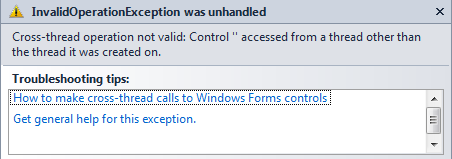 InvalidOperationException was unhandled
Cross-thread operation not valid: Control '' accessed from a thread other than
the thread it was created on.
Troubleshooting tips:
How to make cross-thread calls to Windows Forms controls
Get general help for this exception.